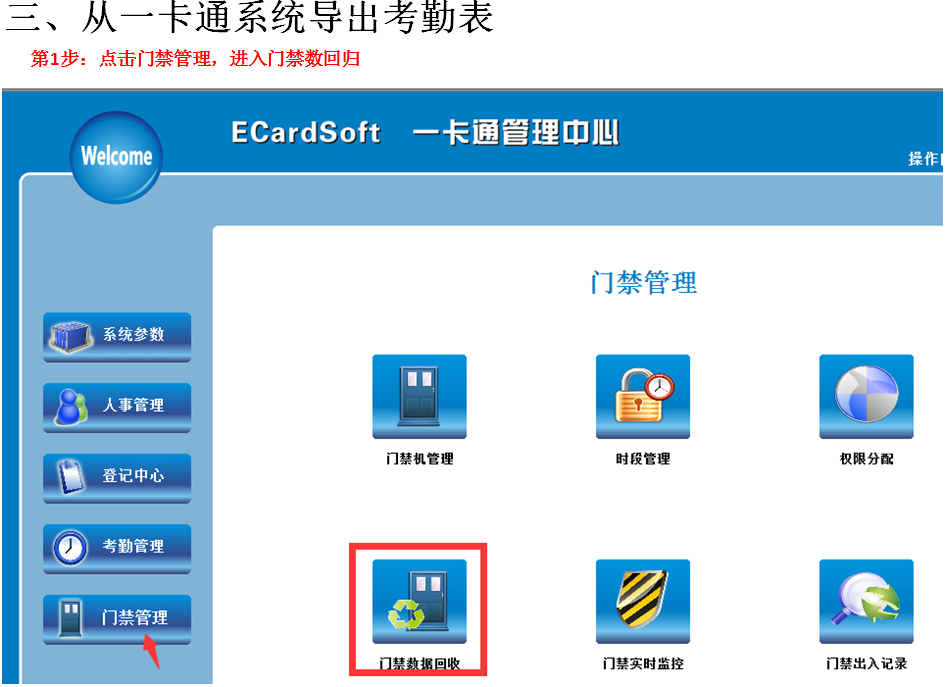 三、从一卡通系统导出考勤表
第1步：点击门禁管理，进入门禁数回归
ECardSoft 一卡通管理中心
Welcome
操作
门禁管理
系统参数
人事管理
登记中心
考勤管理
门禁管理
门禁机管理 时段管理 权限分配
门禁数据回收 门禁实时监控 门禁出入记录